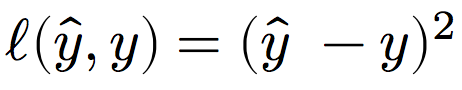 ℓ(ŷ, y) = (ŷ − y)²